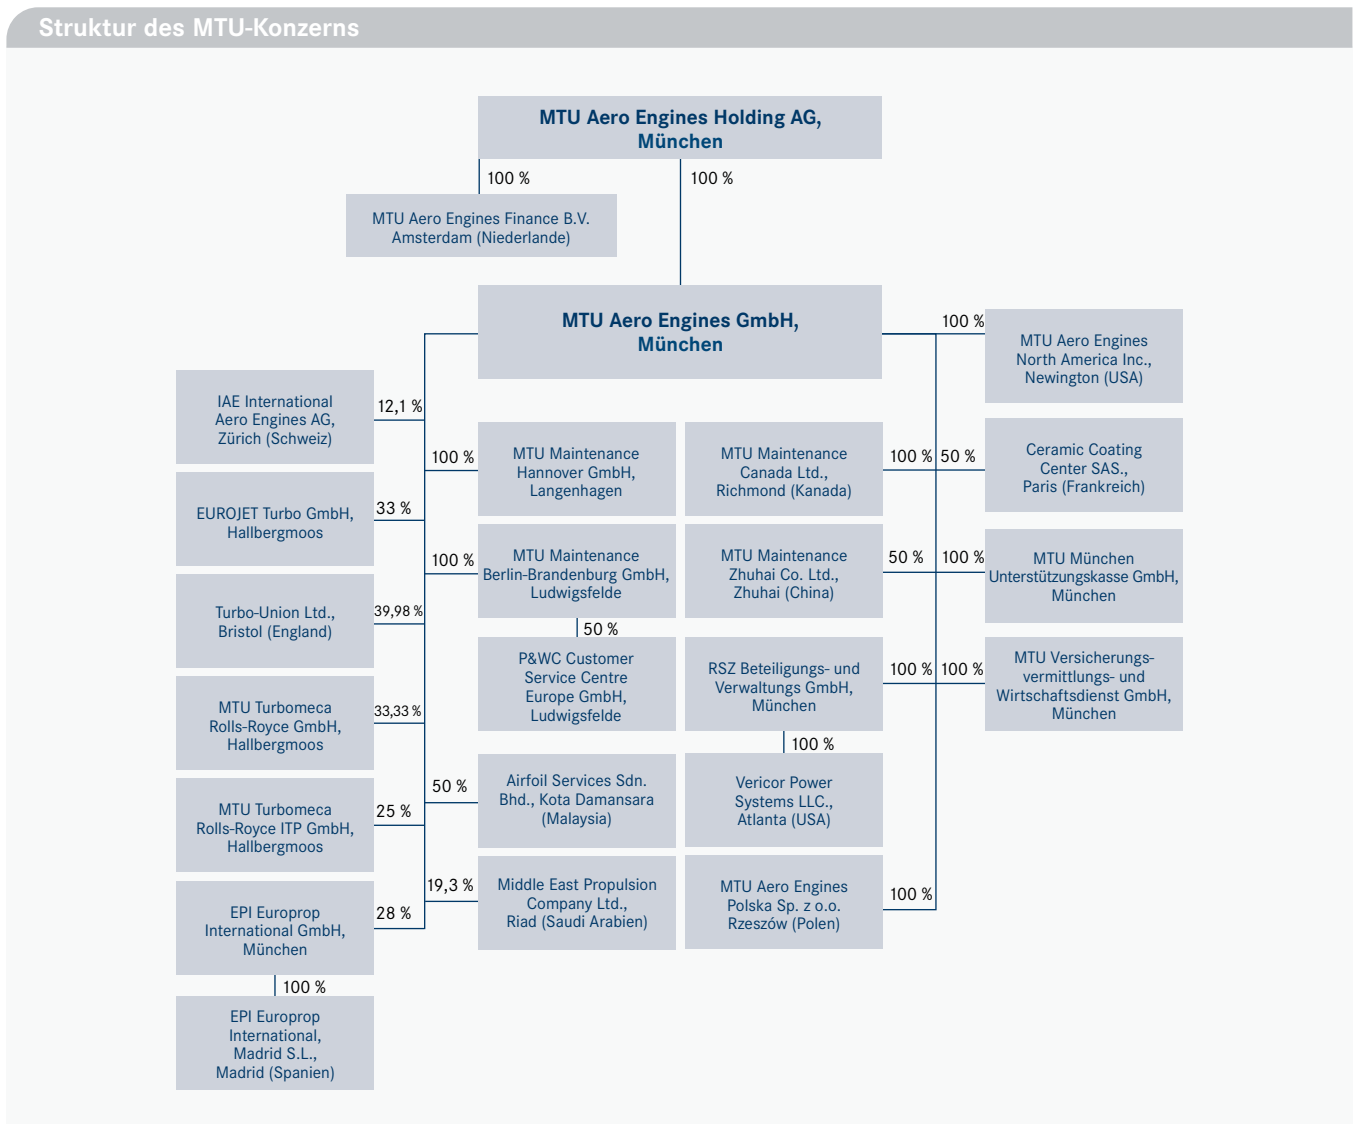 Struktur des MTU-Konzerns
MTU Aero Engines Holding AG,
München
100 %
100 %
MTU Aero Engines Finance B.V.
Amsterdam (Niederlande)
MTU Aero Engines GmbH,
München
100 %
MTU Aero Engines
North America Inc.,
Newington (USA)
IAE International
Aero Engines AG,
Zürich (Schweiz)
12,1 %
100 %
MTU Maintenance
Hannover GmbH,
Langenhagen
MTU Maintenance
Canada Ltd.,
Richmond (Kanada)
100 %
50 %
Ceramic Coating
Center SAS.,
Paris (Frankreich)
EUROJET Turbo GmbH,
Hallbergmoos
33 %
100 %
MTU Maintenance
Berlin-Brandenburg GmbH,
Ludwigsfelde
MTU Maintenance
Zhuhai Co. Ltd.,
Zhuhai (China)
50 %
100 %
MTU München
Unterstützungskasse GmbH,
München
Turbo-Union Ltd.,
Bristol (England)
39,98 %
50 %
P&WC Customer
Service Centre
Europe GmbH,
Ludwigsfelde
RSZ Beteiligungs- und
Verwaltungs GmbH,
München
100 %
100 %
MTU Versicherungs-
vermittlungs- und
Wirtschaftsdienst GmbH,
München
MTU Turbomeca
Rolls-Royce GmbH,
Hallbergmoos
33,33 %
100 %
50 %
Airfoil Services Sdn.
Bhd., Kota Damansara
(Malaysia)
Vericor Power
Systems LLC.,
Atlanta (USA)
MTU Turbomeca
Rolls-Royce ITP GmbH,
Hallbergmoos
25 %
19,3 %
Middle East Propulsion
Company Ltd.,
Riad (Saudi Arabien)
MTU Aero Engines
Polska Sp. z o.o.
Rzeszów (Polen)
100 %
EPI Europrop
International GmbH,
München
28 %
100 %
EPI Europrop
International,
Madrid S.L.,
Madrid (Spanien)